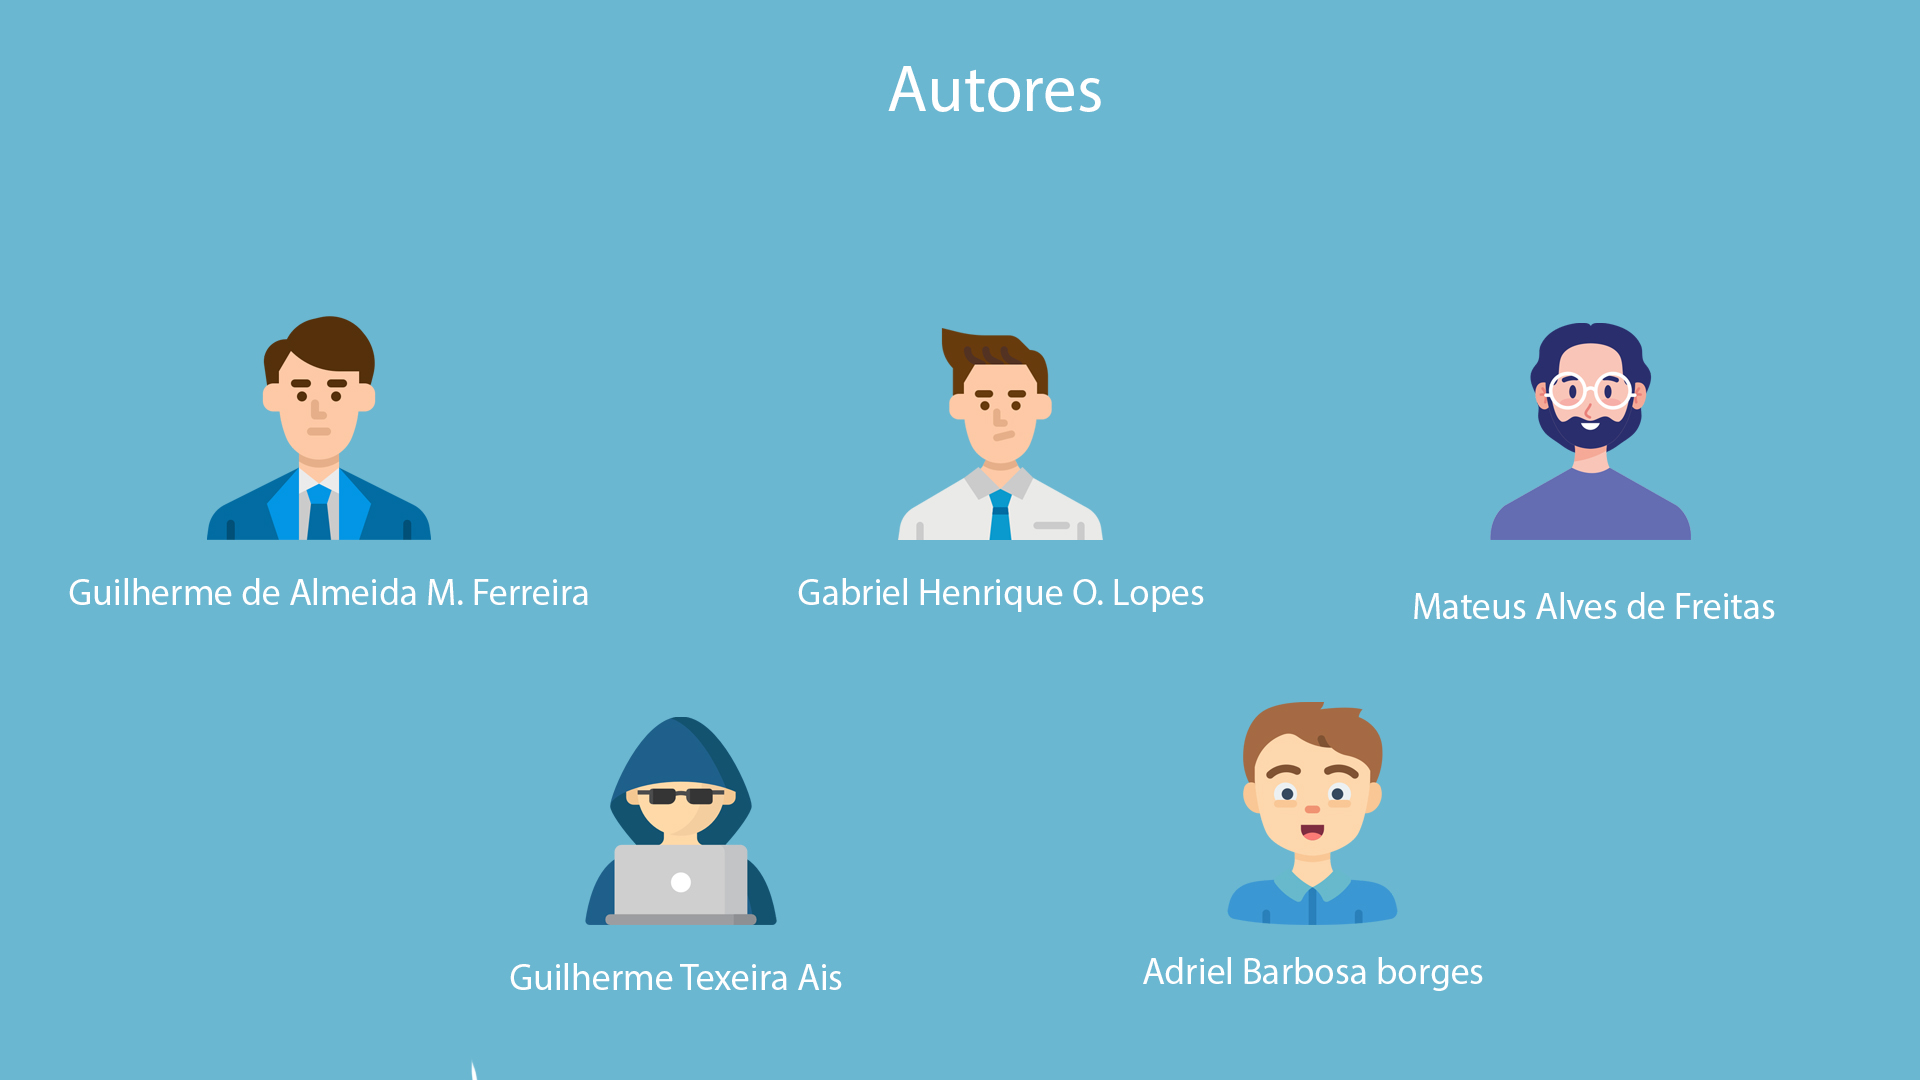 Autores
Guilherme de Almeida M. Ferreira
Gabriel Henrique O. Lopes
Mateus Alves de Freitas
Guilherme Texeira Ais
Adriel Barbosa borges